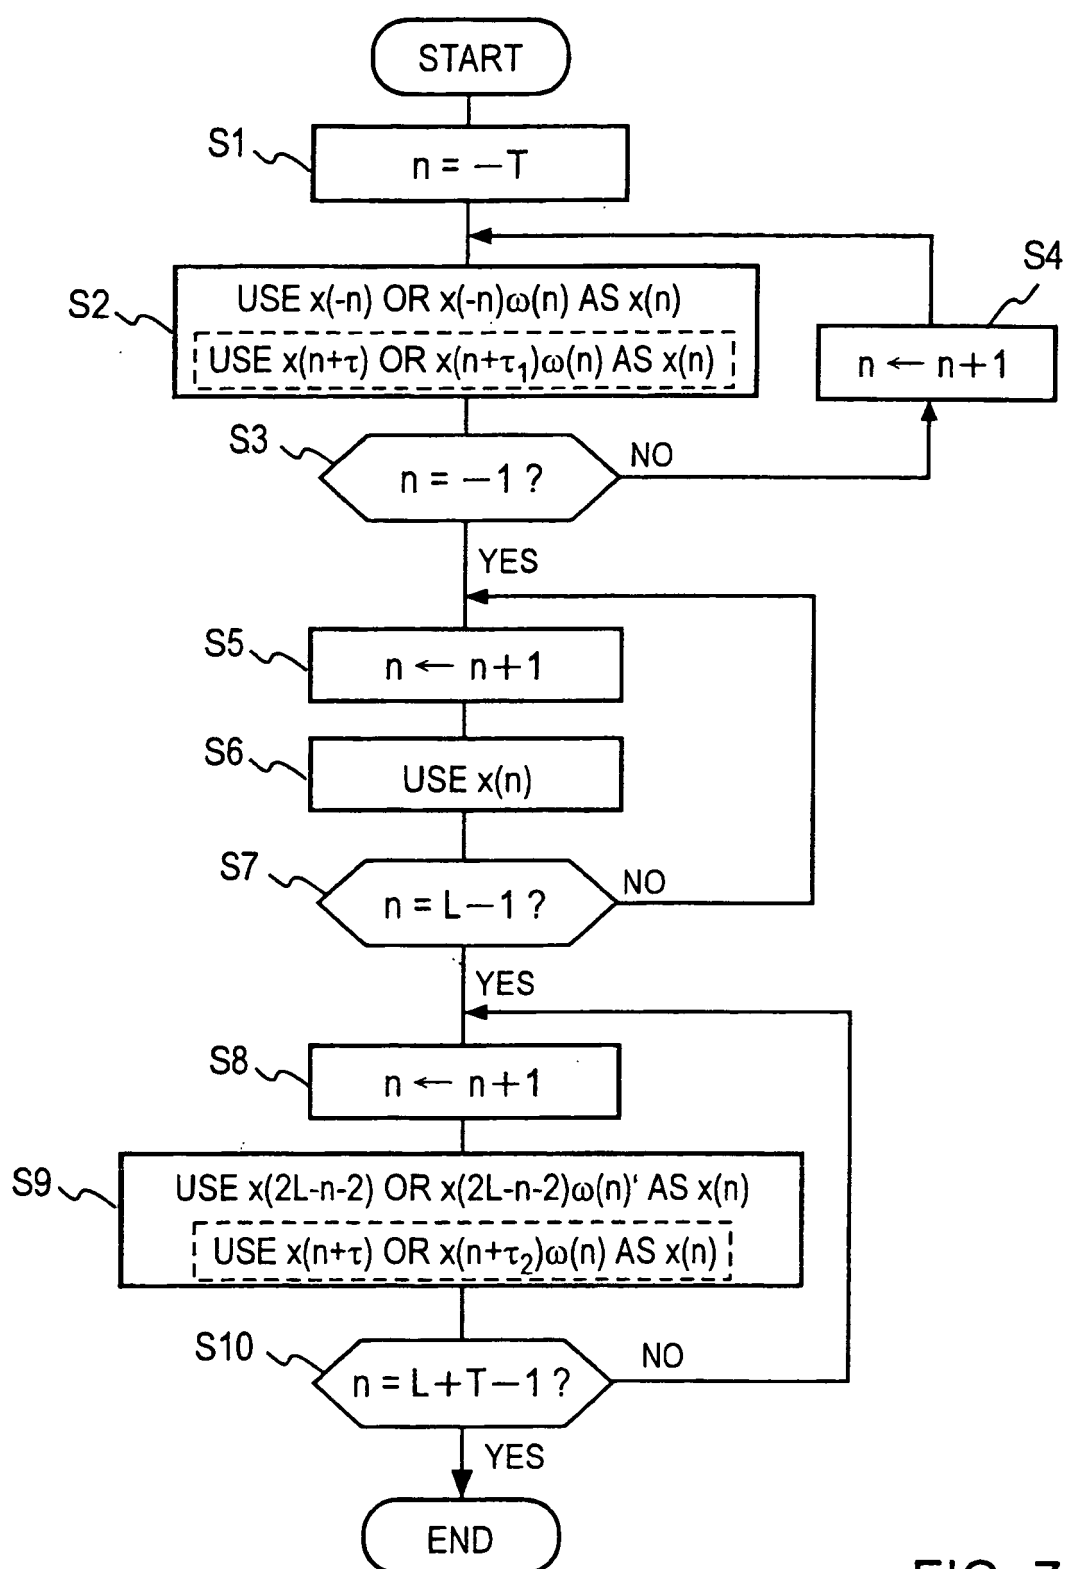 START
S1
n = —T
S4
S2
USE x(-n) OR x(-n)ω(n) AS x(n)
USE x(n+τ) OR x(n+τ₁)ω(n) AS x(n)
n ← n+1
S3
n = —1 ?
NO
YES
S5
n ← n+1
S6
USE x(n)
S7
n = L—1 ?
NO
YES
S8
n ← n+1
S9
USE x(2L-n-2) OR x(2L-n-2)ω(n)‘ AS x(n)
USE x(n+τ) OR x(n+τ₂)ω(n) AS x(n)
S10
n = L+T—1 ?
NO
YES
END